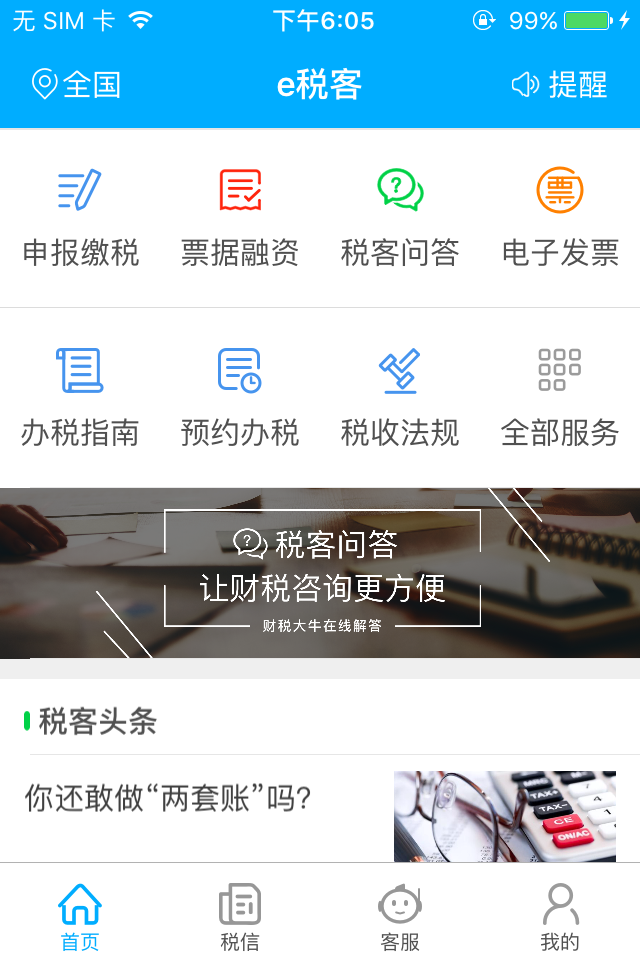 无 SIM 卡 下午6:05 99%
全国 e税客 提醒
申报缴税 票据融资 税客问答 电子发票
办税指南 预约办税 税收法规 全部服务
税客问答
让财税咨询更方便
财税大牛在线解答
税客头条
你还敢做“两套账”吗?
TAX+
TAX-
CE
ON/AC
4
1
首页 税信 客服 我的